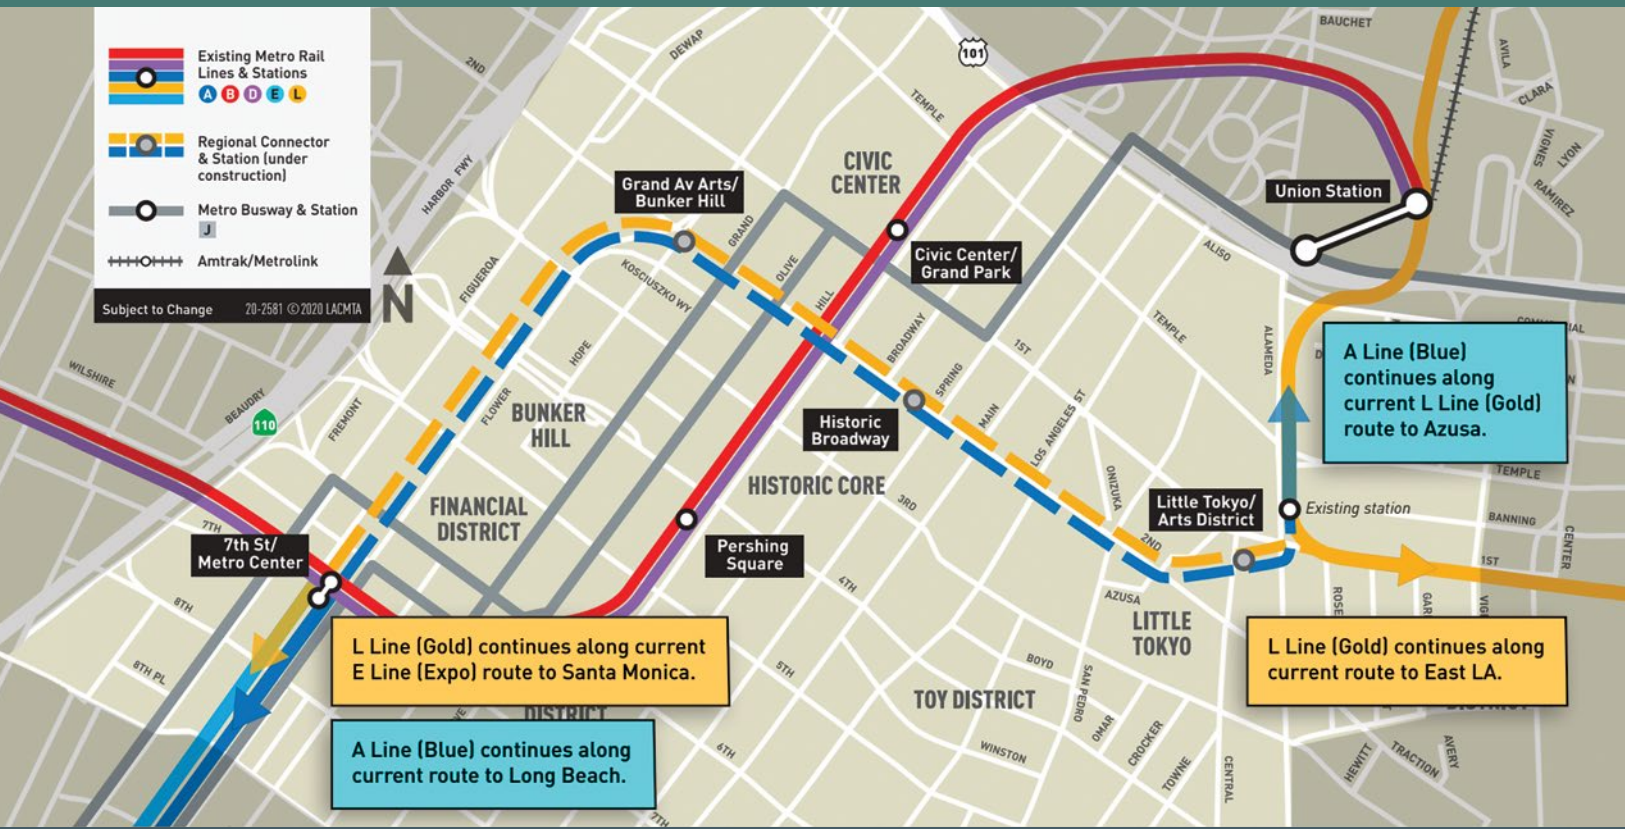 Existing Metro Rail
Lines & Stations
A B D E L
Regional Connector
& Station (under
construction)
Metro Busway & Station
J
Amtrak/Metrolink
Subject to Change 20-2581 ©2020 LACMTA
N
2ND
DEWAP
101
BAUCHET
AVILA
CLARA
VIGNES
LYON
RAMIREZ
TEMPLE
HARBOR FWY
CIVIC
CENTER
Grand Av Arts/
Bunker Hill
Union Station
GRAND
Civic Center/
Grand Park
ALISO
FIGUEROA
KOSCIUSZKO WY
OLIVE
HILL
BROADWAY
TEMPLE
ALAMEDA
1ST
HOPE
WILSHIRE
BEAUDRY
110
FREMONT
FLOWER
BUNKER
HILL
Historic
Broadway
SPRING
MAIN
LOS ANGELES ST
A Line (Blue)
continues along
current L Line (Gold)
route to Azusa.
TEMPLE
HISTORIC CORE
3RD
ONIZUKA
Little Tokyo/
Arts District
Existing station
BANNING
CENTER
FINANCIAL
DISTRICT
7TH
7th St/
Metro Center
Pershing
Square
2ND
1ST
4TH
AZUSA
ROSE
8TH
LITTLE
TOKYO
L Line (Gold) continues along
current E Line (Expo) route to Santa Monica.
L Line (Gold) continues along
current route to East LA.
8TH PL
5TH
BOYD
SAN PEDRO
TOY DISTRICT
DISTRICT
A Line (Blue) continues along
current route to Long Beach.
6TH
WINSTON
OMAR
CROCKER
TOWNE
CENTRAL
HEWITT
TRACTION
AVERY
7TH